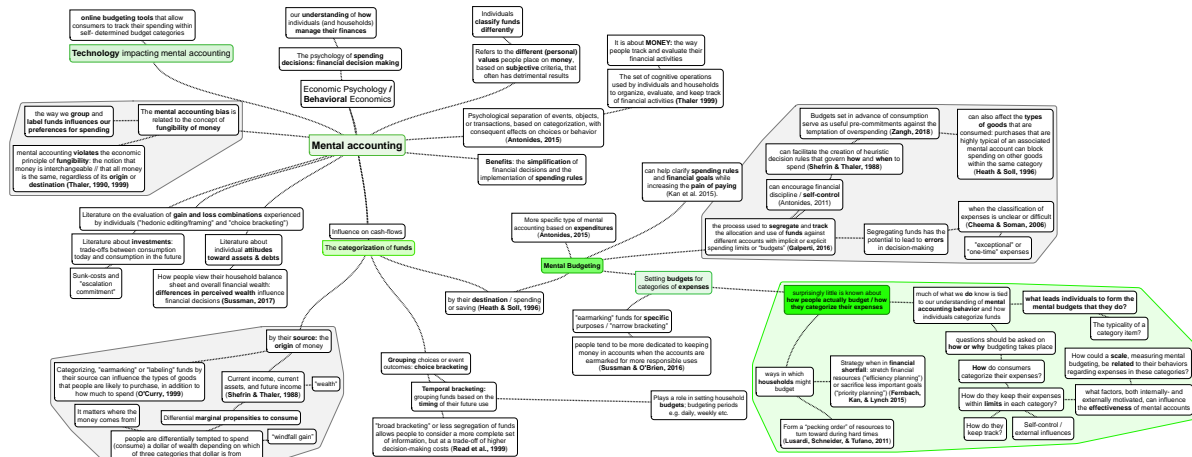 online budgeting tools that allow
consumers to track their spending within
self- determined budget categories
Technology impacting mental accounting
our understanding of how
individuals (and households)
manage their finances
The psychology of spending
decisions: financial decision making
Economic Psychology /
Behavioral Economics
Individuals
classify funds
differently
Refers to the different (personal)
values people place on money,
based on subjective criteria, that
often has detrimental results
It is about MONEY: the way
people track and evaluate their
financial activities
The set of cognitive operations
used by individuals and households
to organize, evaluate, and keep track
of financial activities (Thaler 1999)
Psychological separation of events, objects,
or transactions, based on categorization, with
consequent effects on choices or behavior
(Antonides, 2015)
the way we group and
label funds influences our
preferences for spending
The mental accounting bias is
related to the concept of
fungibility of money
mental accounting violates the economic
principle of fungibility: the notion that
money is interchangeable // that all money
is the same, regardless of its origin or
destination (Thaler, 1990, 1999)
Mental accounting
Benefits: the simplification of
financial decisions and the
implementation of spending rules
Budgets set in advance of consumption
serve as useful pre-commitments against the
temptation of overspending (Zangh, 2018)
can also affect the types
of goods that are
consumed: purchases that are
highly typical of an associated
mental account can block
spending on other goods
within the same category
(Heath & Soll, 1996)
can facilitate the creation of heuristic
decision rules that govern how and when to
spend (Shefrin & Thaler, 1988)
can encourage financial
discipline / self-control
(Antonides, 2011)
can help clarify spending rules
and financial goals while
increasing the pain of paying
(Kan et al. 2015).
the process used to segregate and track
the allocation and use of funds against
different accounts with implicit or explicit
spending limits or "budgets" (Galperti, 2016)
Segregating funds has the
potential to lead to errors
in decision-making
when the classification of
expenses is unclear or difficult
(Cheema & Soman, 2006)
"exceptional" or
"one-time" expenses
Literature on the evaluation of gain and loss combinations experienced
by individuals ("hedonic editing/framing" and "choice bracketing")
Literature about investments:
trade-offs between consumption
today and consumption in the future
Literature about
individual attitudes
toward assets & debts
Sunk-costs and
"escalation
commitment"
How people view their household balance
sheet and overall financial wealth:
differences in perceived wealth influence
financial decisions (Sussman, 2017)
Influence on cash-flows
The categorization of funds
More specific type of mental
accounting based on expenditures
(Antonides, 2015)
Mental Budgeting
Setting budgets for
categories of expenses
by their destination / spending
or saving (Heath & Soll, 1996)
"earmarking" funds for specific
purposes / "narrow bracketing"
people tend to be more dedicated to keeping
money in accounts when the accounts are
earmarked for more responsible uses
(Sussman & O'Brien, 2016)
surprisingly little is known about
how people actually budget / how
they categorize their expenses
much of what we do know is tied
to our understanding of mental
accounting behavior and how
individuals categorize funds
what leads individuals to form the
mental budgets that they do?
The typicality of a
category item?
questions should be asked on
how or why budgeting takes place
How do consumers
categorize their expenses?
How could a scale, measuring mental
budgeting, be related to their behaviors
regarding expenses in these categories?
How do they keep their expenses
within limits in each category?
what factors, both internally- and
externally motivated, can influence
the effectiveness of mental accounts
How do they
keep track?
Self-control /
external influences
ways in which
households might
budget
Strategy when in financial
shortfall: stretch financial
resources ("efficiency planning")
or sacrifice less important goals
("priority planning") (Fernbach,
Kan, & Lynch 2015)
Form a "pecking order" of resources to
turn toward during hard times
(Lusardi, Schneider, & Tufano, 2011)
by their source: the
origin of money
Categorizing, "earmarking" or "labeling" funds by
their source can influence the types of goods
that people are likely to purchase, in addition to
how much to spend (O'Curry, 1999)
Current income, current
assets, and future income
(Shefrin & Thaler, 1988)
"wealth"
It matters where the
money comes from!
Differential marginal propensities to consume
people are differentially tempted to spend
(consume) a dollar of wealth depending on which
of three categories that dollar is from
"windfall gain"
Grouping choices or event
outcomes: choice bracketing
Temporal bracketing:
grouping funds based on the
timing of their future use
"broad bracketing" or less segregation of funds
allows people to consider a more complete set
of information, but at a trade-off of higher
decision-making costs (Read et al., 1999)
Plays a role in setting household
budgets; budgeting periods
e.g. daily, weekly etc.